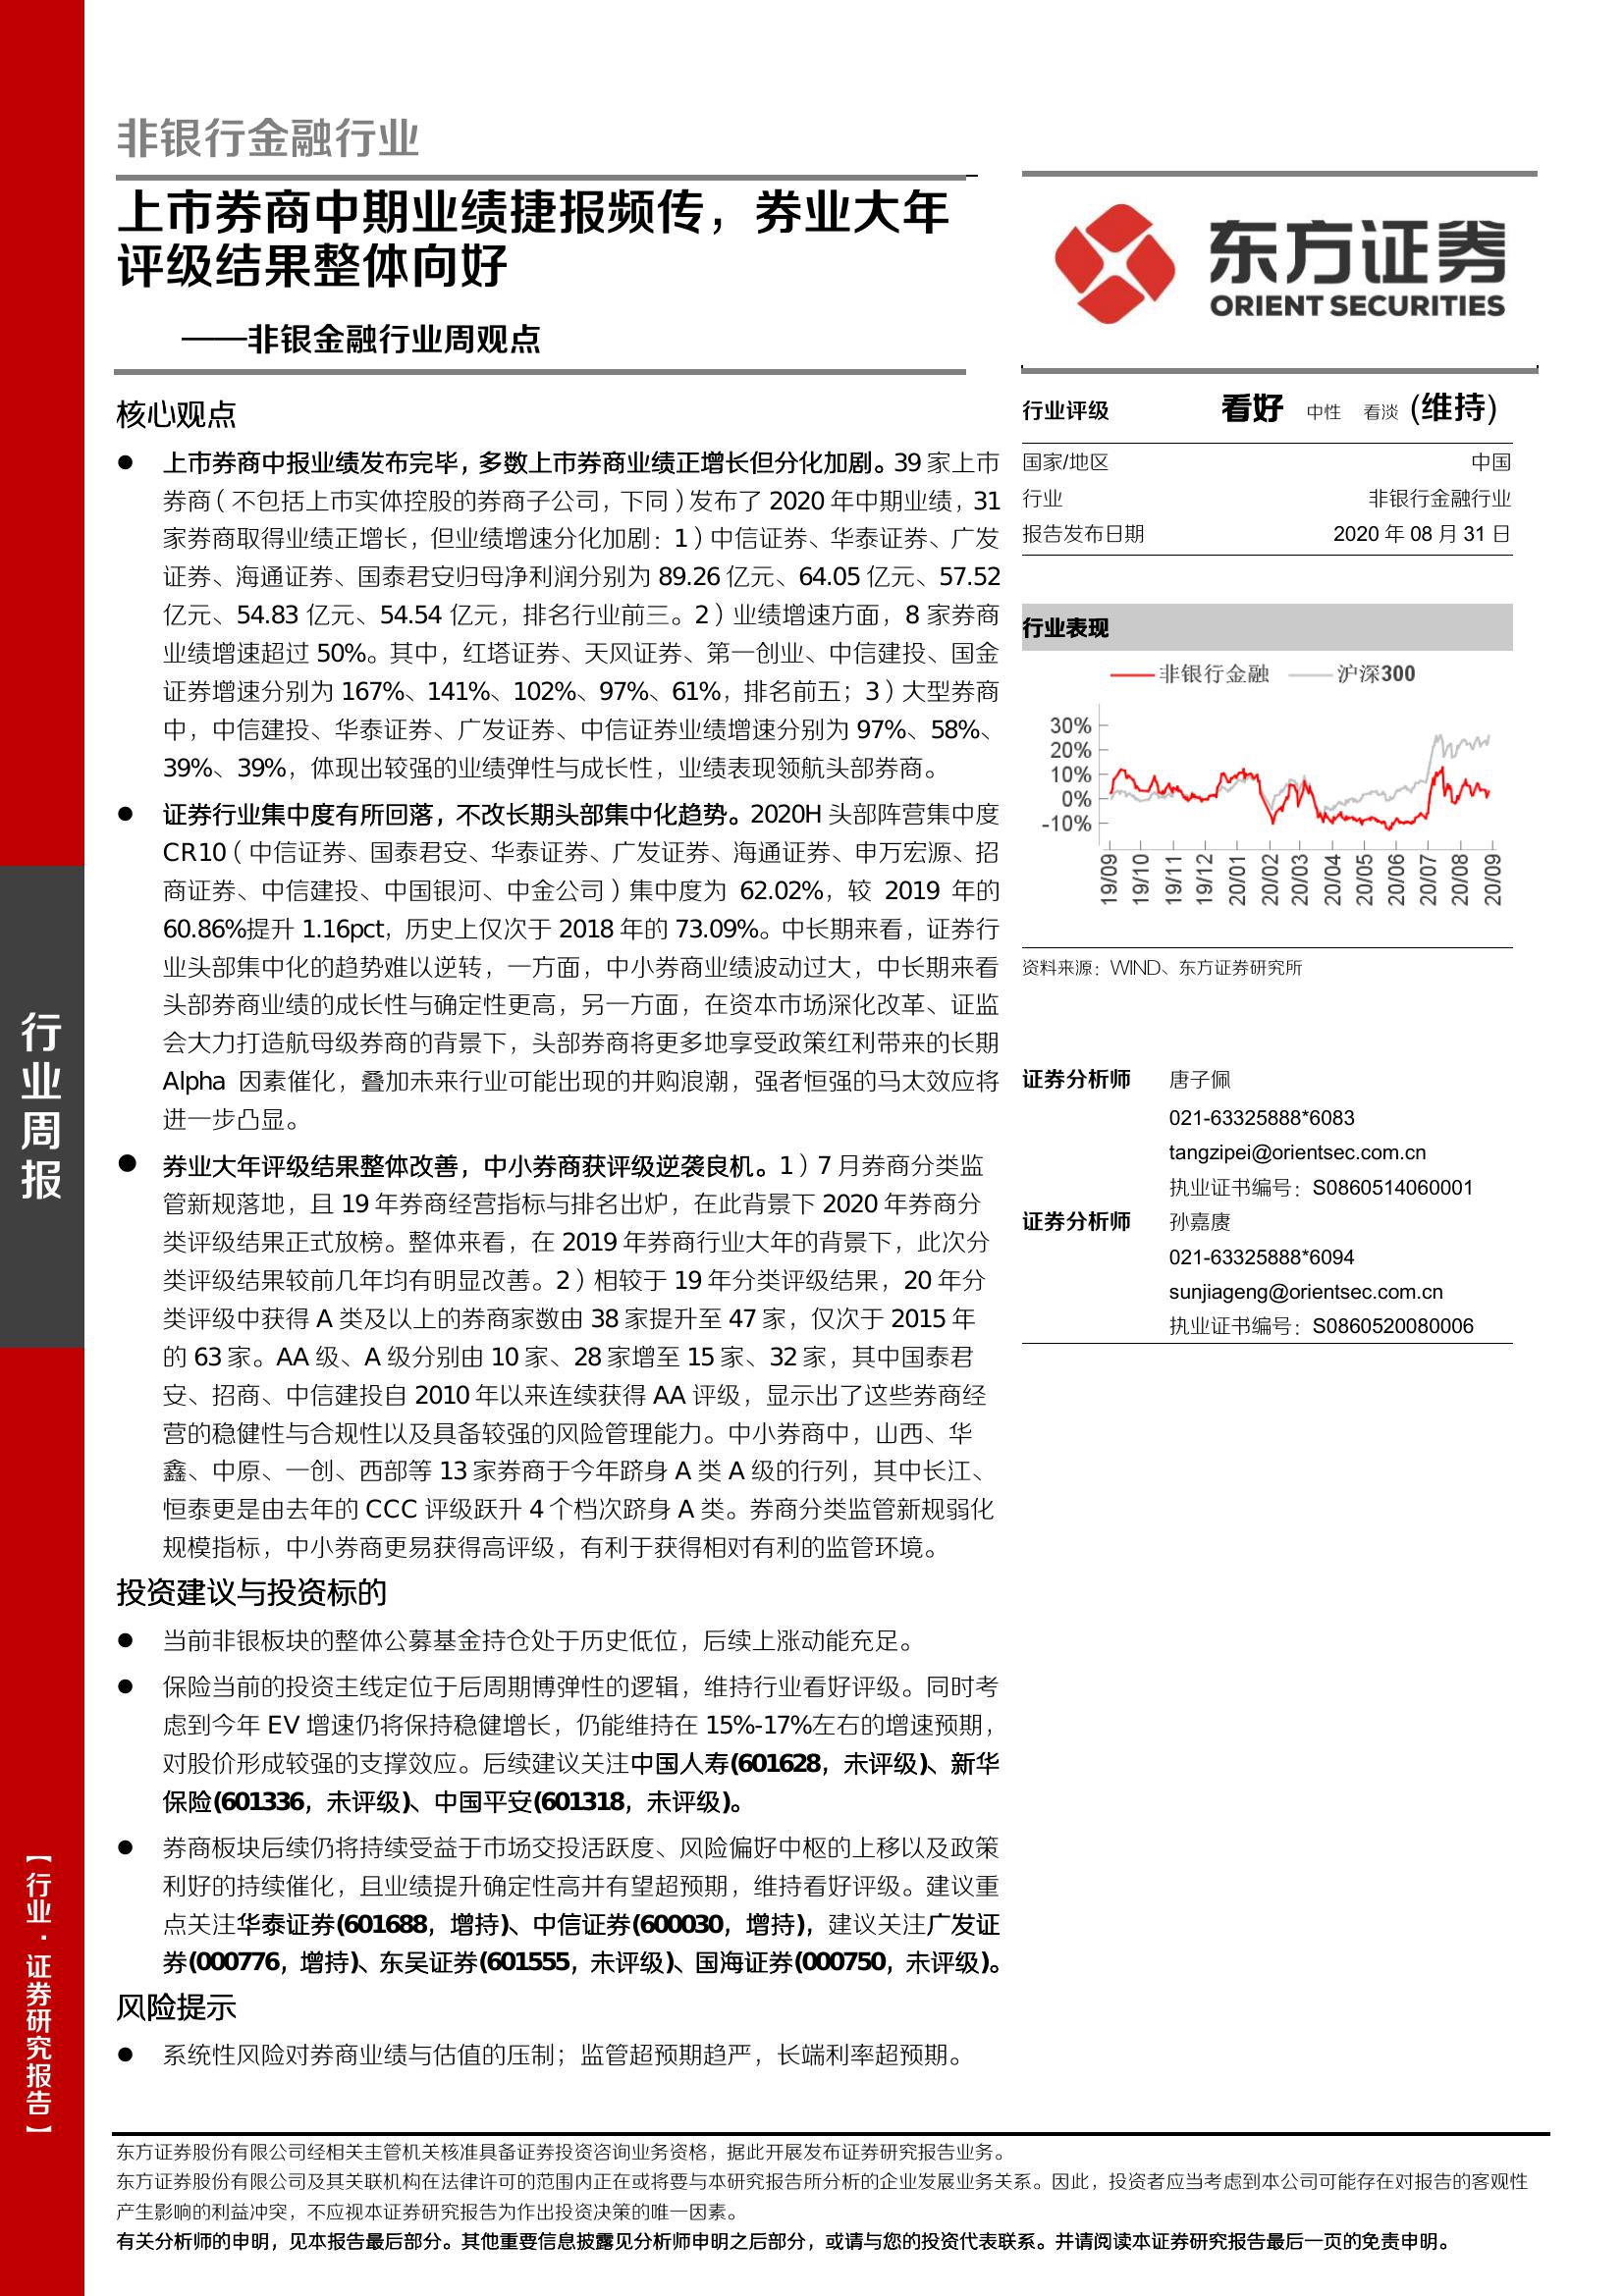 非银行金融行业
上市券商中期业绩捷报频传，券业大年
评级结果整体向好
——非银金融行业周观点
核心观点
● 上市券商中报业绩发布完毕，多数上市券商业绩正增长但分化加剧。39 家上市
券商（不包括上市实体控股的券商子公司，下同）发布了 2020 年中期业绩，31
家券商取得业绩正增长，但业绩增速分化加剧：1）中信证券、华泰证券、广发
证券、海通证券、国泰君安归母净利润分别为 89.26 亿元、64.05 亿元、57.52
亿元、54.83 亿元、54.54 亿元，排名行业前三。2）业绩增速方面，8 家券商
业绩增速超过 50%。其中，红塔证券、天风证券、第一创业、中信建投、国金
证券增速分别为 167%、141%、102%、97%、61%，排名前五；3）大型券商
中，中信建投、华泰证券、广发证券、中信证券业绩增速分别为 97%、58%、
39%、39%，体现出较强的业绩弹性与成长性，业绩表现领航头部券商。
● 证券行业集中度有所回落，不改长期头部集中化趋势。2020H 头部阵营集中度
CR10（中信证券、国泰君安、华泰证券、广发证券、海通证券、申万宏源、招
商证券、中信建投、中国银河、中金公司）集中度为 62.02%，较 2019 年的
60.86%提升 1.16pct，历史上仅次于 2018 年的 73.09%。中长期来看，证券行
业头部集中化的趋势难以逆转，一方面，中小券商业绩波动过大，中长期来看
头部券商业绩的成长性与确定性更高，另一方面，在资本市场深化改革、证监
会大力打造航母级券商的背景下，头部券商将更多地享受政策红利带来的长期
Alpha 因素催化，叠加未来行业可能出现的并购浪潮，强者恒强的马太效应将
进一步凸显。
● 券业大年评级结果整体改善，中小券商获评级逆袭良机。1）7 月券商分类监
管新规落地，且 19 年券商经营指标与排名出炉，在此背景下 2020 年券商分
类评级结果正式放榜。整体来看，在 2019 年券商行业大年的背景下，此次分
类评级结果较前几年均有明显改善。2）相较于 19 年分类评级结果，20 年分
类评级中获得 A 类及以上的券商家数由 38 家提升至 47 家，仅次于 2015 年
的 63 家。AA 级、A 级分别由 10 家、28 家增至 15 家、32 家，其中国泰君
安、招商、中信建投自 2010 年以来连续获得 AA 评级，显示出了这些券商经
营的稳健性与合规性以及具备较强的风险管理能力。中小券商中，山西、华
鑫、中原、一创、西部等 13 家券商于今年跻身 A 类 A 级的行列，其中长江、
恒泰更是由去年的 CCC 评级跃升 4 个档次跻身 A 类。券商分类监管新规弱化
规模指标，中小券商更易获得高评级，有利于获得相对有利的监管环境。
投资建议与投资标的
● 当前非银板块的整体公募基金持仓处于历史低位，后续上涨动能充足。
● 保险当前的投资主线定位于后周期博弹性的逻辑，维持行业看好评级。同时考
虑到今年 EV 增速仍将保持稳健增长，仍能维持在 15%-17%左右的增速预期，
对股价形成较强的支撑效应。后续建议关注中国人寿(601628，未评级)、新华
保险(601336，未评级)、中国平安(601318，未评级)。
● 券商板块后续仍将持续受益于市场交投活跃度、风险偏好中枢的上移以及政策
利好的持续催化，且业绩提升确定性高并有望超预期，维持看好评级。建议重
点关注华泰证券(601688，增持)、中信证券(600030，增持)，建议关注广发证
券(000776，增持)、东吴证券(601555，未评级)、国海证券(000750，未评级)。
风险提示
● 系统性风险对券商业绩与估值的压制；监管超预期趋严，长端利率超预期。
东方证券
ORIENT SECURITIES
行业评级 看好 中性 看淡 (维持)
国家/地区 中国
行业 非银行金融行业
报告发布日期 2020 年 08 月 31 日
行业表现
非银行金融 沪深300
30%
20%
10%
0%
-10%
19/09 19/10 19/11 19/12 20/01 20/02 20/03 20/04 20/05 20/06 20/07 20/08 20/09
资料来源：WIND、东方证券研究所
证券分析师 唐子佩
021-63325888*6083
tangzipei@orientsec.com.cn
执业证书编号：S0860514060001
证券分析师 孙嘉赓
021-63325888*6094
sunjiageng@orientsec.com.cn
执业证书编号：S0860520080006
行业周报
【行业·证券研究报告】
东方证券股份有限公司经相关主管机关核准具备证券投资咨询业务资格，据此开展发布证券研究报告业务。
东方证券股份有限公司及其关联机构在法律许可的范围内正在或将要与本研究报告所分析的企业发展业务关系。因此，投资者应当考虑到本公司可能存在对报告的客观性
产生影响的利益冲突，不应视本证券研究报告为作出投资决策的唯一因素。
有关分析师的申明，见本报告最后部分。其他重要信息披露见分析师申明之后部分，或请与您的投资代表联系。并请阅读本证券研究报告最后一页的免责申明。